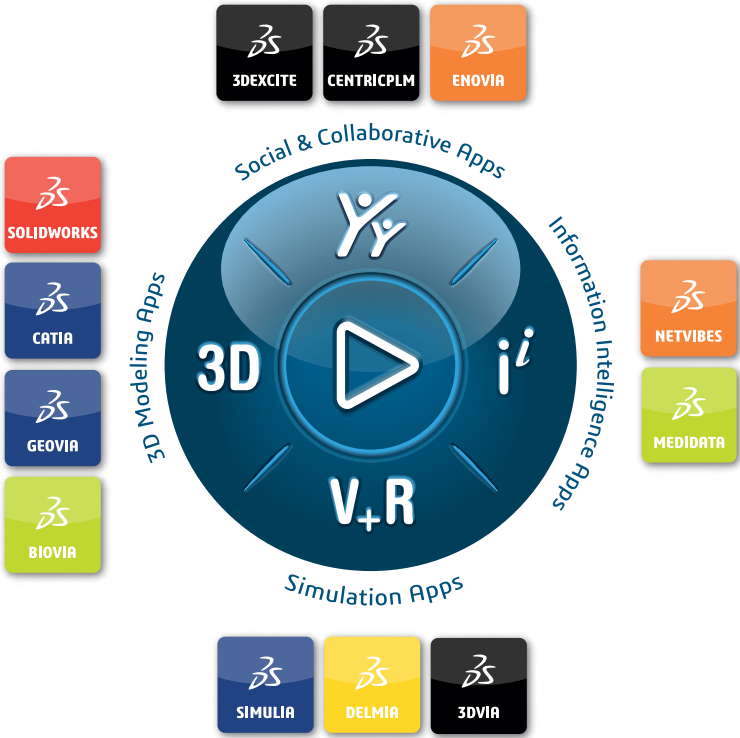 3DEXCITE
CENTRICPLM
ENOVIA
Social & Collaborative Apps
SOLIDWORKS
CATIA
GEOVIA
BIOVIA
3D Modeling Apps
3D
i i
V+R
Information Intelligence Apps
NETVIBES
MEDIDATA
Simulation Apps
SIMULIA
DELMIA
3DVIA